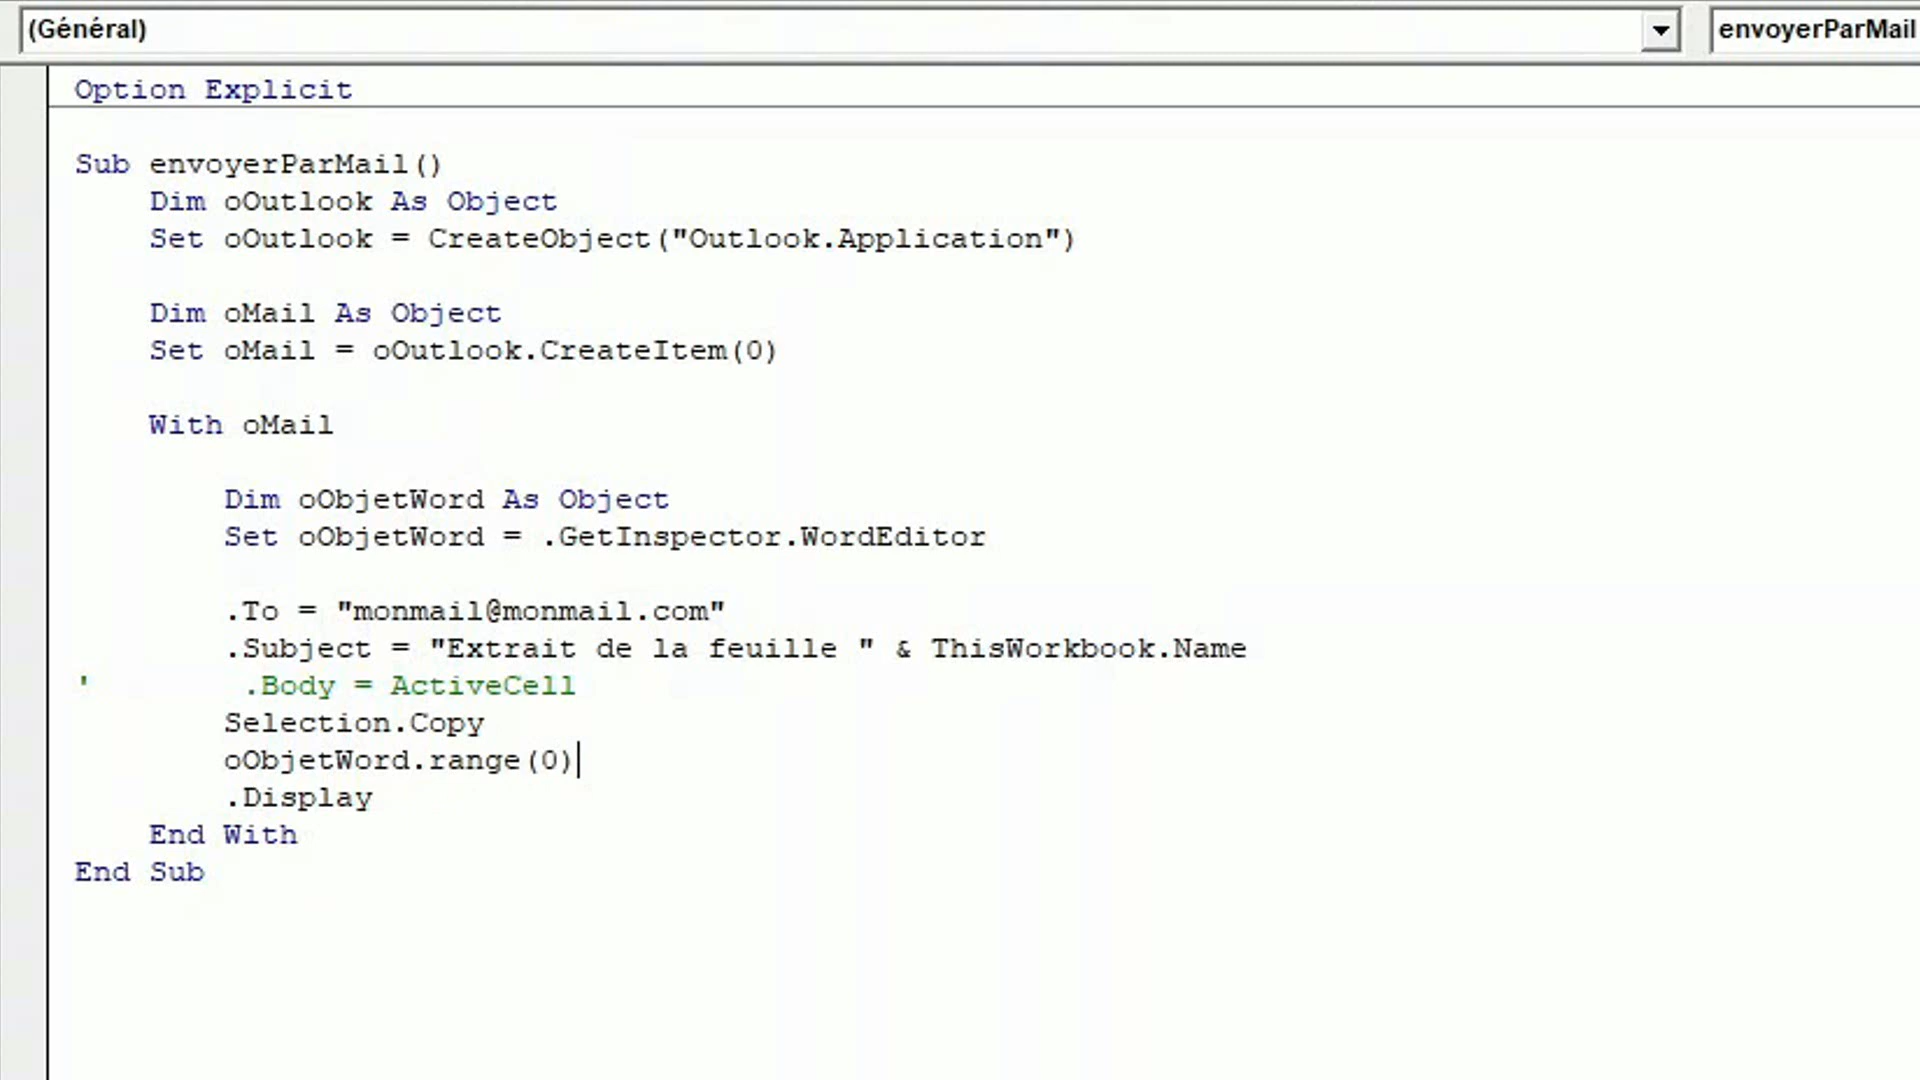 (Général)
envoyerParMail
Option Explicit
Sub envoyerParMail()
Dim oOutlook As Object
Set oOutlook = CreateObject("Outlook.Application")
Dim oMail As Object
Set oMail = oOutlook.CreateItem(0)
With oMail
Dim oObjetWord As Object
Set oObjetWord = .GetInspector.WordEditor
.To = "monmail@monmail.com"
.Subject = "Extrait de la feuille " & ThisWorkbook.Name
' .Body = ActiveCell
Selection.Copy
oObjetWord.range(0)
.Display
End With
End Sub